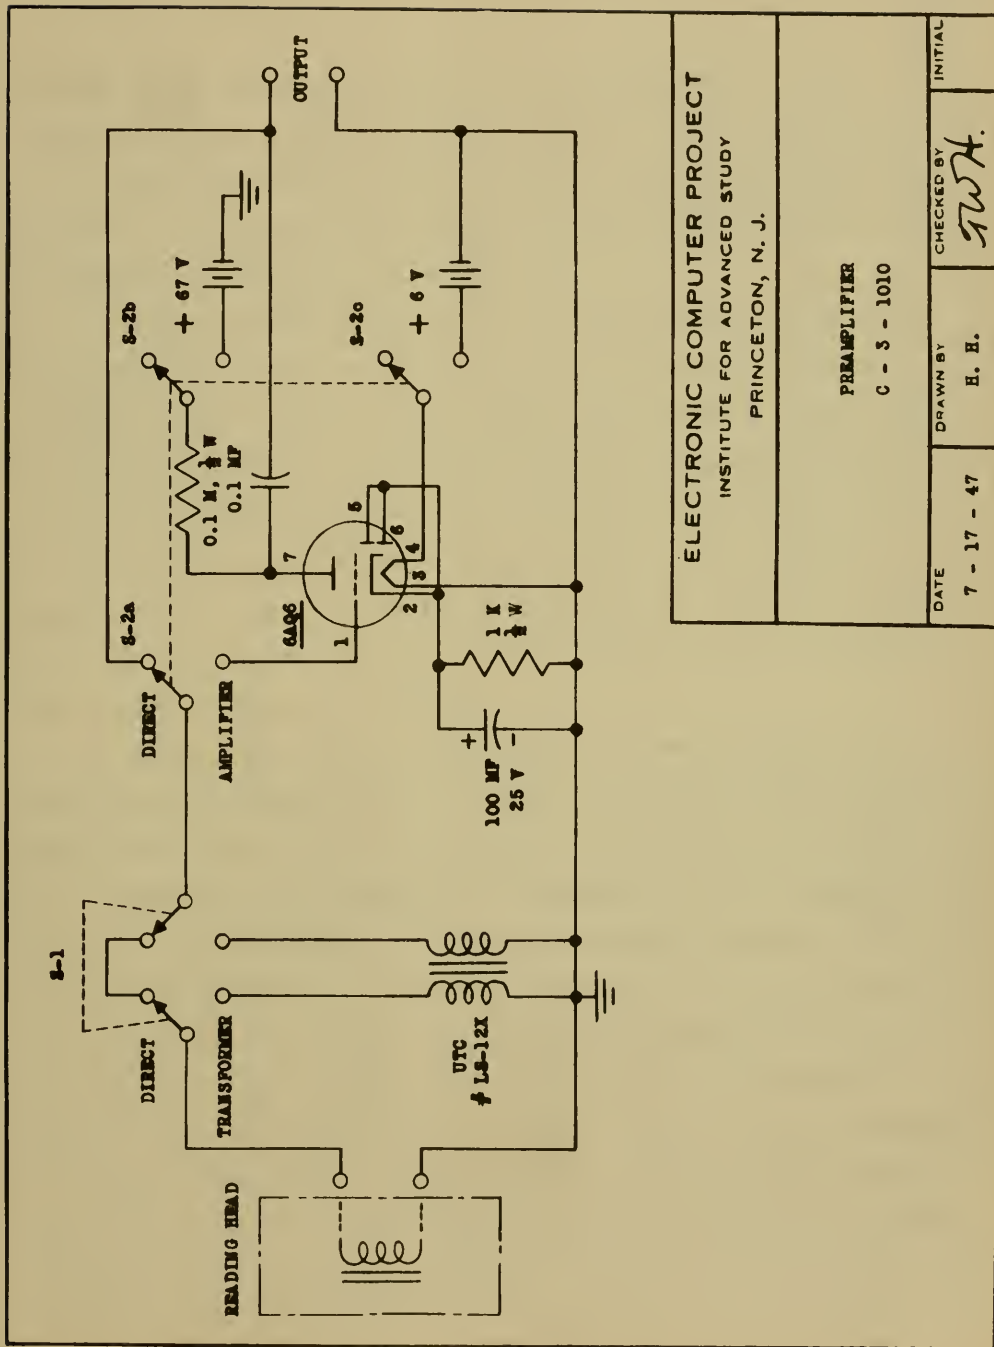 READING HEAD
S-1
DIRECT
TRANSFORMER
UTC
# LS-12X
DIRECT
S-2a
AMPLIFIER
6AQ6
1
7
5
6
4
3
2
0.1 M, ½ W
0.1 MF
S-2b
+ 67 V
S-2c
+ 6 V
OUTPUT
+
-
100 MF
25 V
1 K
½ W
ELECTRONIC COMPUTER PROJECT
INSTITUTE FOR ADVANCED STUDY
PRINCETON, N. J.
PREAMPLIFIER
C - 3 - 1010
DATE
7 - 17 - 47
DRAWN BY
H. H.
CHECKED BY
INITIAL